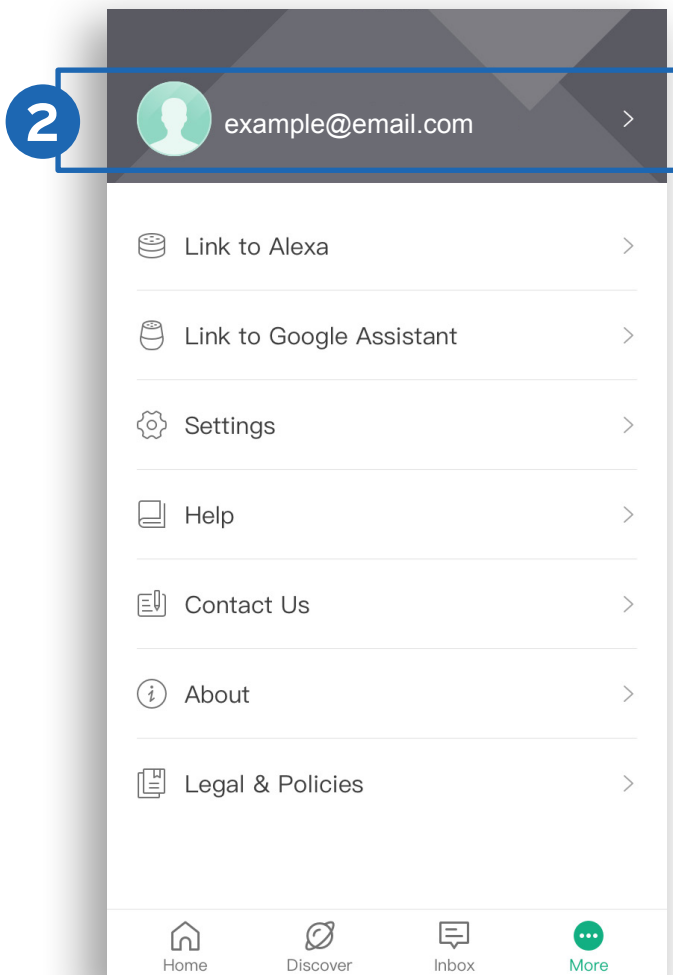 2
example@email.com
Link to Alexa
Link to Google Assistant
Settings
Help
Contact Us
About
Legal & Policies
Home Discover Inbox More